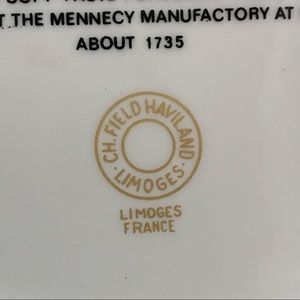 T THE MENNECY MANUFACTORY AT
ABOUT 1735
CH. FIELD HAVILAND
LIMOGES
LIMOGES
FRANCE